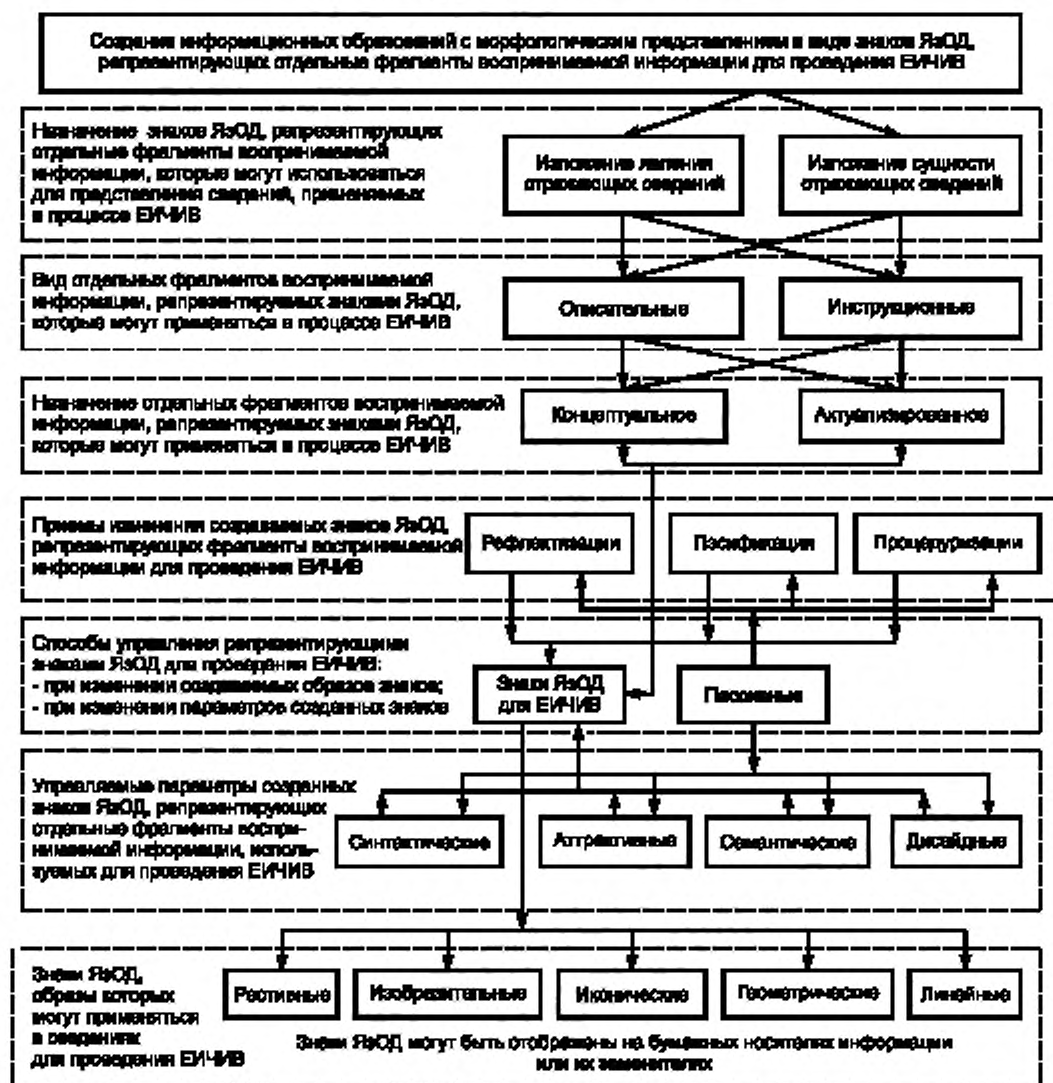 Создание информационных образований с морфологическим представлением в виде знаков ЯзОД,
репрезентирующих отдельные фрагменты воспринимаемой информации для проведения ЕИЧИВ
Назначение знаков ЯзОД, репрезентирующих
отдельные фрагменты воспринимаемой
информации, которые могут использоваться
для представления сведений, применяемых
в процессе ЕИЧИВ
Изложение явления
отражающих сведений
Изложение сущности
отражающих сведений
Вид отдельных фрагментов воспринимаемой
информации, репрезентируемых знаками ЯзОД,
которые могут применяться в процессе ЕИЧИВ
Описательные
Инструкционные
Назначение отдельных фрагментов воспринимаемой
информации, репрезентируемых знаками ЯзОД,
которые могут применяться в процессе ЕИЧИВ
Концептуальное
Актуализированное
Приемы изменения создаваемых знаков ЯзОД,
репрезентирующих фрагменты воспринимаемой
информации для проведения ЕИЧИВ
Рефлектизации
Пасификация
Процедуризации
Способы управления репрезентирующими
знаками ЯзОД для проведения ЕИЧИВ:
- при изменении создаваемых образов знаков;
- при изменении параметров созданных знаков
Знаки ЯзОД
для ЕИЧИВ
Пассивные
Управляемые параметры созданных
знаков ЯзОД, репрезентирующих
отдельные фрагменты воспри-
нимаемой информации, исполь-
зуемых для проведения ЕИЧИВ
Синтактические
Аттрактивные
Семантические
Дисейдные
Знаки ЯзОД,
образы которых
могут применяться
в сведениях
для проведения ЕИЧИВ
Рестивные
Изобразительные
Иконические
Геометрические
Линейные
Знаки ЯзОД могут быть отображены на бумажных носителях информации
или их заменителях